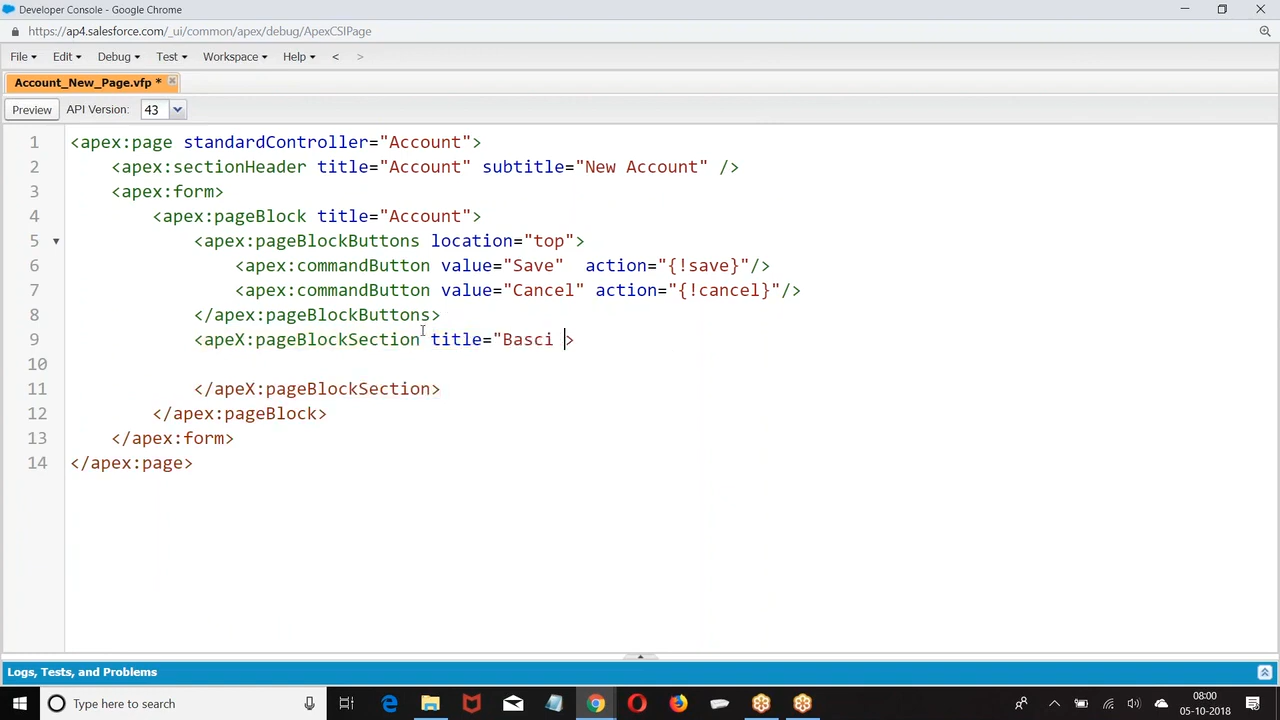 Developer Console - Google Chrome
https://ap4.salesforce.com/_ui/common/apex/debug/ApexCSIPage
File Edit Debug Test Workspace Help < >
Account_New_Page.vfp *
Preview API Version: 43
1 <apex:page standardController="Account">
2 <apex:sectionHeader title="Account" subtitle="New Account" />
3 <apex:form>
4 <apex:pageBlock title="Account">
5 <apex:pageBlockButtons location="top">
6 <apex:commandButton value="Save"  action="{!save}"/>
7 <apex:commandButton value="Cancel" action="{!cancel}"/>
8 </apex:pageBlockButtons>
9 <apeX:pageBlockSection title="Basci >
10
11 </apeX:pageBlockSection>
12 </apex:pageBlock>
13 </apex:form>
14 </apex:page>
Logs, Tests, and Problems
Type here to search
08:00
05-10-2018